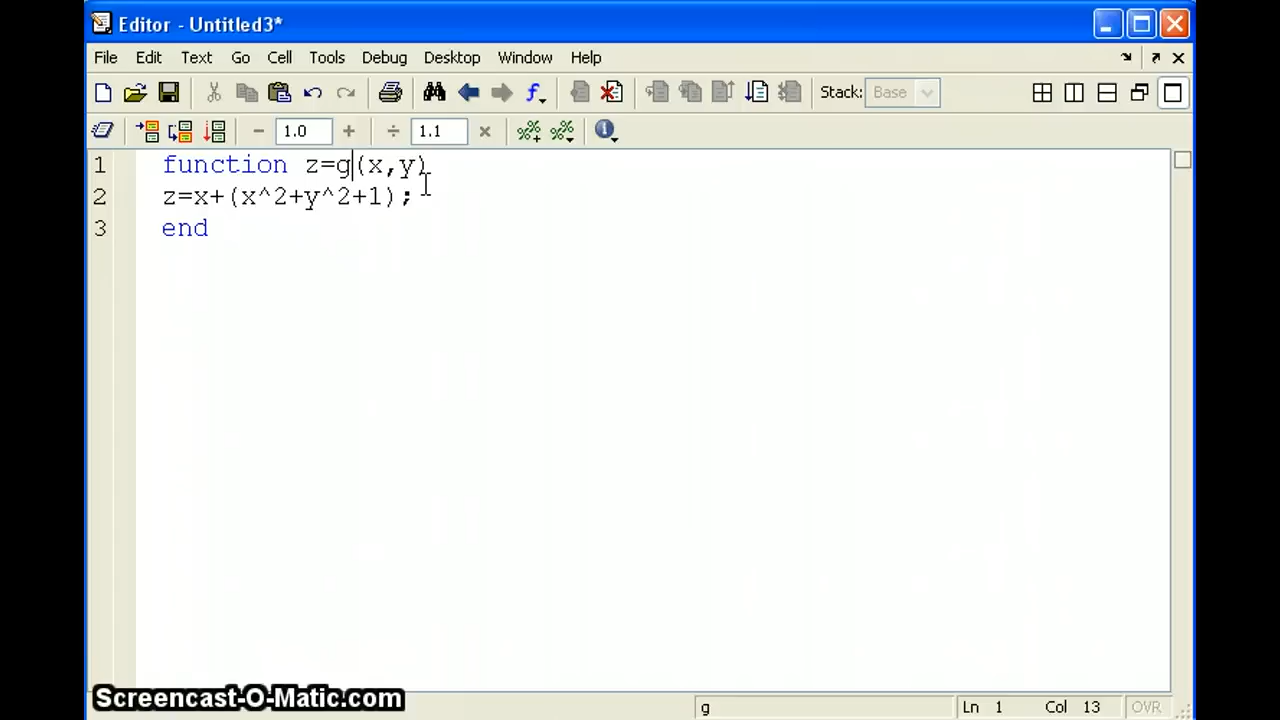 Editor - Untitled3*
File Edit Text Go Cell Tools Debug Desktop Window Help
Stack: Base
1.0 1.1
1 function z=g(x,y)
2 z=x+(x^2+y^2+1);
3 end
Screencast-O-Matic.com
g Ln 1 Col 13 OVR